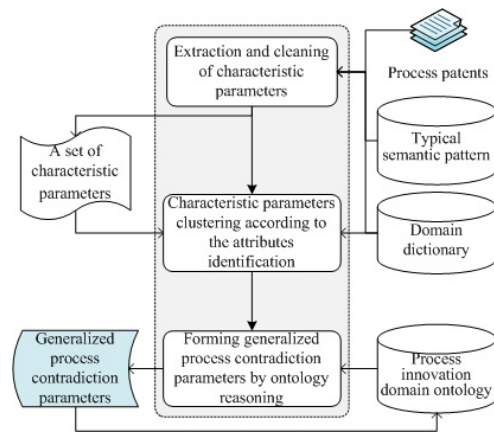 Extraction and cleaning
of characteristic
parameters
Process patents
A set of
characteristic
parameters
Typical
semantic pattern
Characteristic parameters
clustering according to
the attributes
identification
Domain
dictionary
Generalized
process
contradiction
parameters
Forming generalized
process contradiction
parameters by ontology
reasoning
Process
innovation
domain ontology